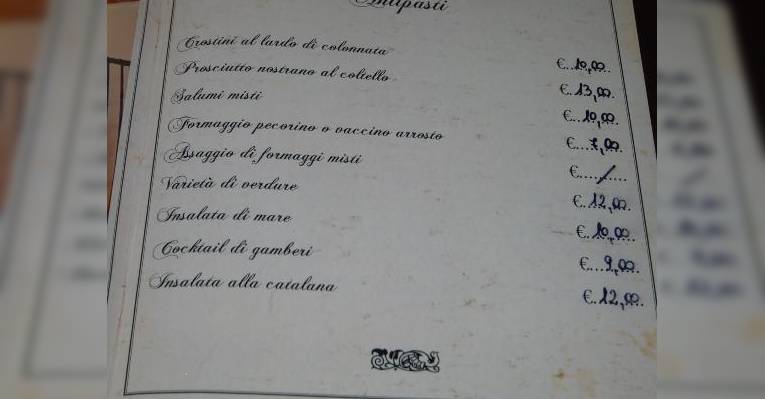 Antipasti
Crostini al lardo di colonnata €...10,00..
Prosciutto nostrano al coltello €..13,00.
Salumi misti €...10,00.
Formaggio pecorino o vaccino arrosto €....7,00.
Assaggio di formaggi misti €...../....
Varietà di verdure €..12,00.
Insalata di mare €..10,00.
Cocktail di gamberi €...9,00.
Insalata alla catalana €.12,00.